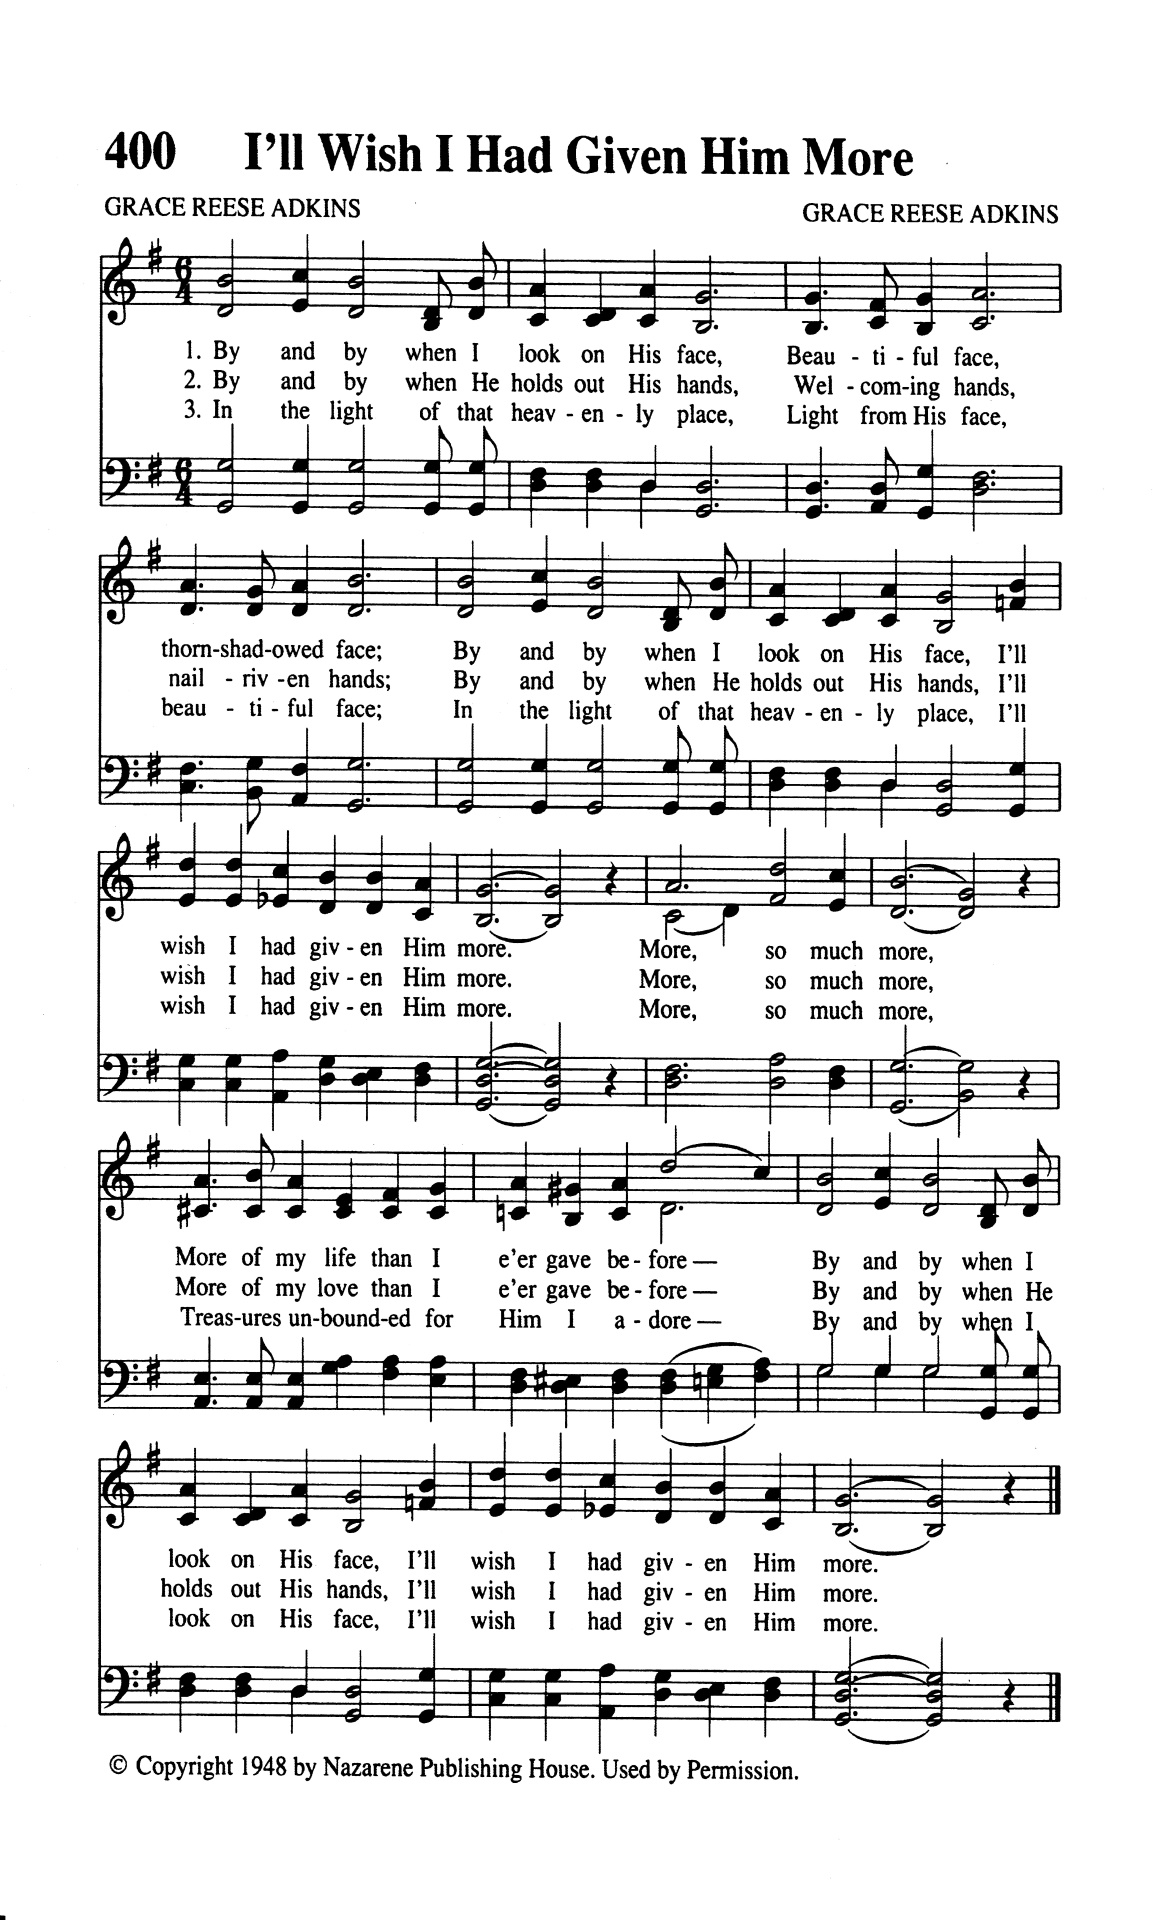 400 I'll Wish I Had Given Him More
GRACE REESE ADKINS GRACE REESE ADKINS
6 4
1. By and by when I look on His face, Beau - ti - ful face,
2. By and by when He holds out His hands, Wel - com-ing hands,
3. In the light of that heav - en - ly place, Light from His face,
6 4
thorn-shad-owed face; By and by when I look on His face, I'll
nail - riv - en hands; By and by when He holds out His hands, I'll
beau - ti - ful face; In the light of that heav - en - ly place, I'll
wish I had giv - en Him more. More, so much more,
wish I had giv - en Him more. More, so much more,
wish I had giv - en Him more. More, so much more,
More of my life than I e'er gave be - fore — By and by when I
More of my love than I e'er gave be - fore — By and by when He
Treas-ures un-bound-ed for Him I a - dore — By and by when I
look on His face, I'll wish I had giv - en Him more.
holds out His hands, I'll wish I had giv - en Him more.
look on His face, I'll wish I had giv - en Him more.
© Copyright 1948 by Nazarene Publishing House. Used by Permission.